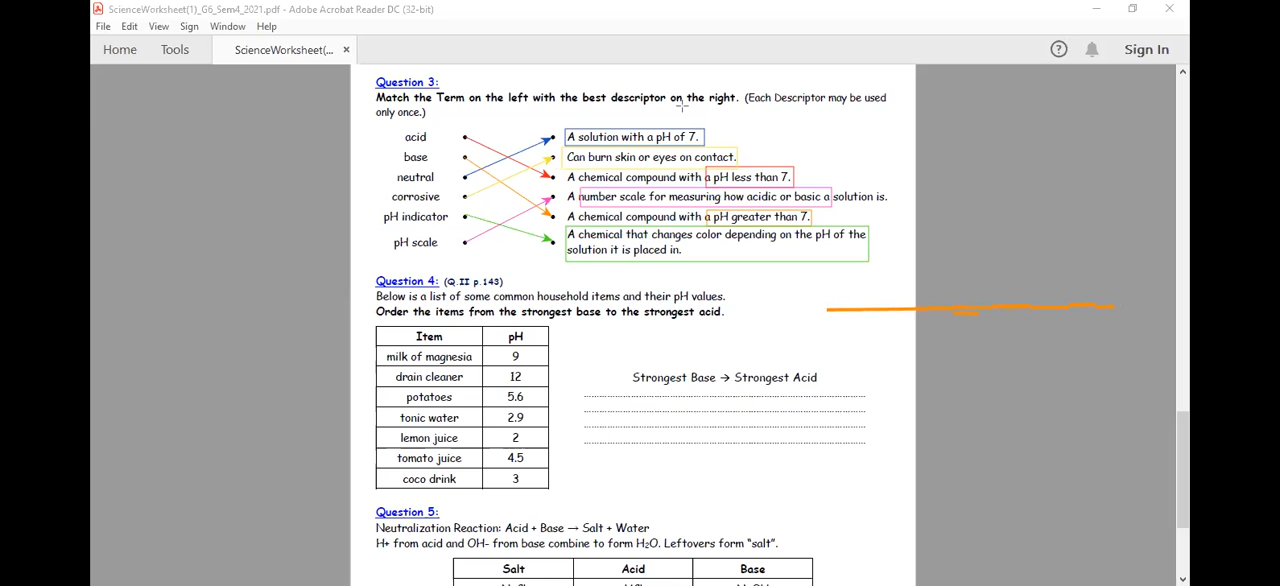 ScienceWorksheet(1)_G6_Sem4_2021.pdf - Adobe Acrobat Reader DC (32-bit)
File Edit View Sign Window Help
Home Tools ScienceWorksheet(... × Sign In
Question 3:
Match the Term on the left with the best descriptor on the right. (Each Descriptor may be used
only once.)
acid A solution with a pH of 7.
base Can burn skin or eyes on contact.
neutral A chemical compound with a pH less than 7.
corrosive A number scale for measuring how acidic or basic a solution is.
pH indicator A chemical compound with a pH greater than 7.
A chemical that changes color depending on the pH of the
pH scale solution it is placed in.
Question 4: (Q.II p.143)
Below is a list of some common household items and their pH values.
Order the items from the strongest base to the strongest acid.
Item pH
milk of magnesia 9
drain cleaner 12
potatoes 5.6
tonic water 2.9
lemon juice 2
tomato juice 4.5
coco drink 3
Strongest Base → Strongest Acid
Question 5:
Neutralization Reaction: Acid + Base → Salt + Water
H+ from acid and OH- from base combine to form H₂O. Leftovers form “salt”.
Salt Acid Base